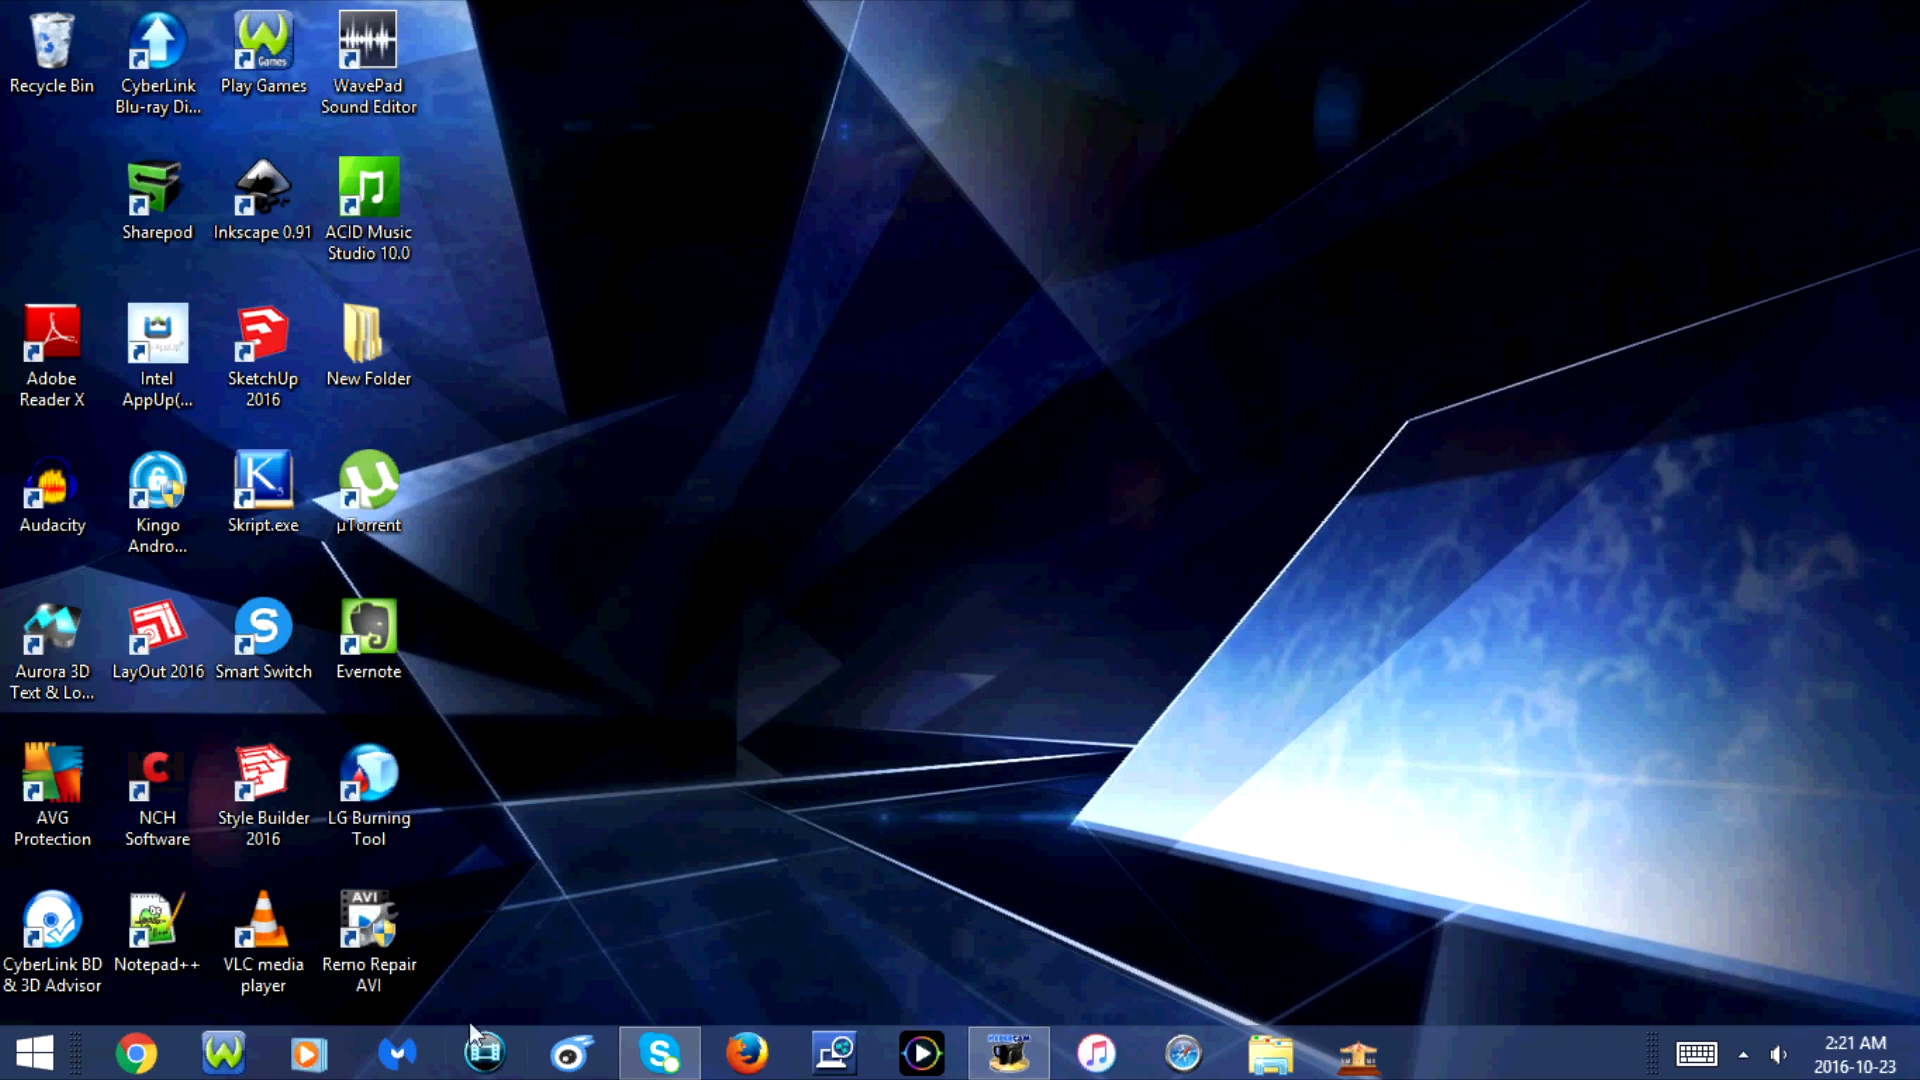 Recycle Bin
CyberLink
Blu-ray Di...
Play Games
Games
WavePad
Sound Editor
Sharepod
Inkscape 0.91
ACID Music
Studio 10.0
Adobe
Reader X
Intel
AppUp(...
SketchUp
2016
New Folder
Audacity
Kingo
Andro...
Skript.exe
µTorrent
Aurora 3D
Text & Lo...
LayOut 2016
Smart Switch
Evernote
AVG
Protection
NCH
Software
Style Builder
2016
LG Burning
Tool
CyberLink BD
& 3D Advisor
Notepad++
VLC media
player
AVI
Remo Repair
AVI
2:21 AM
2016-10-23